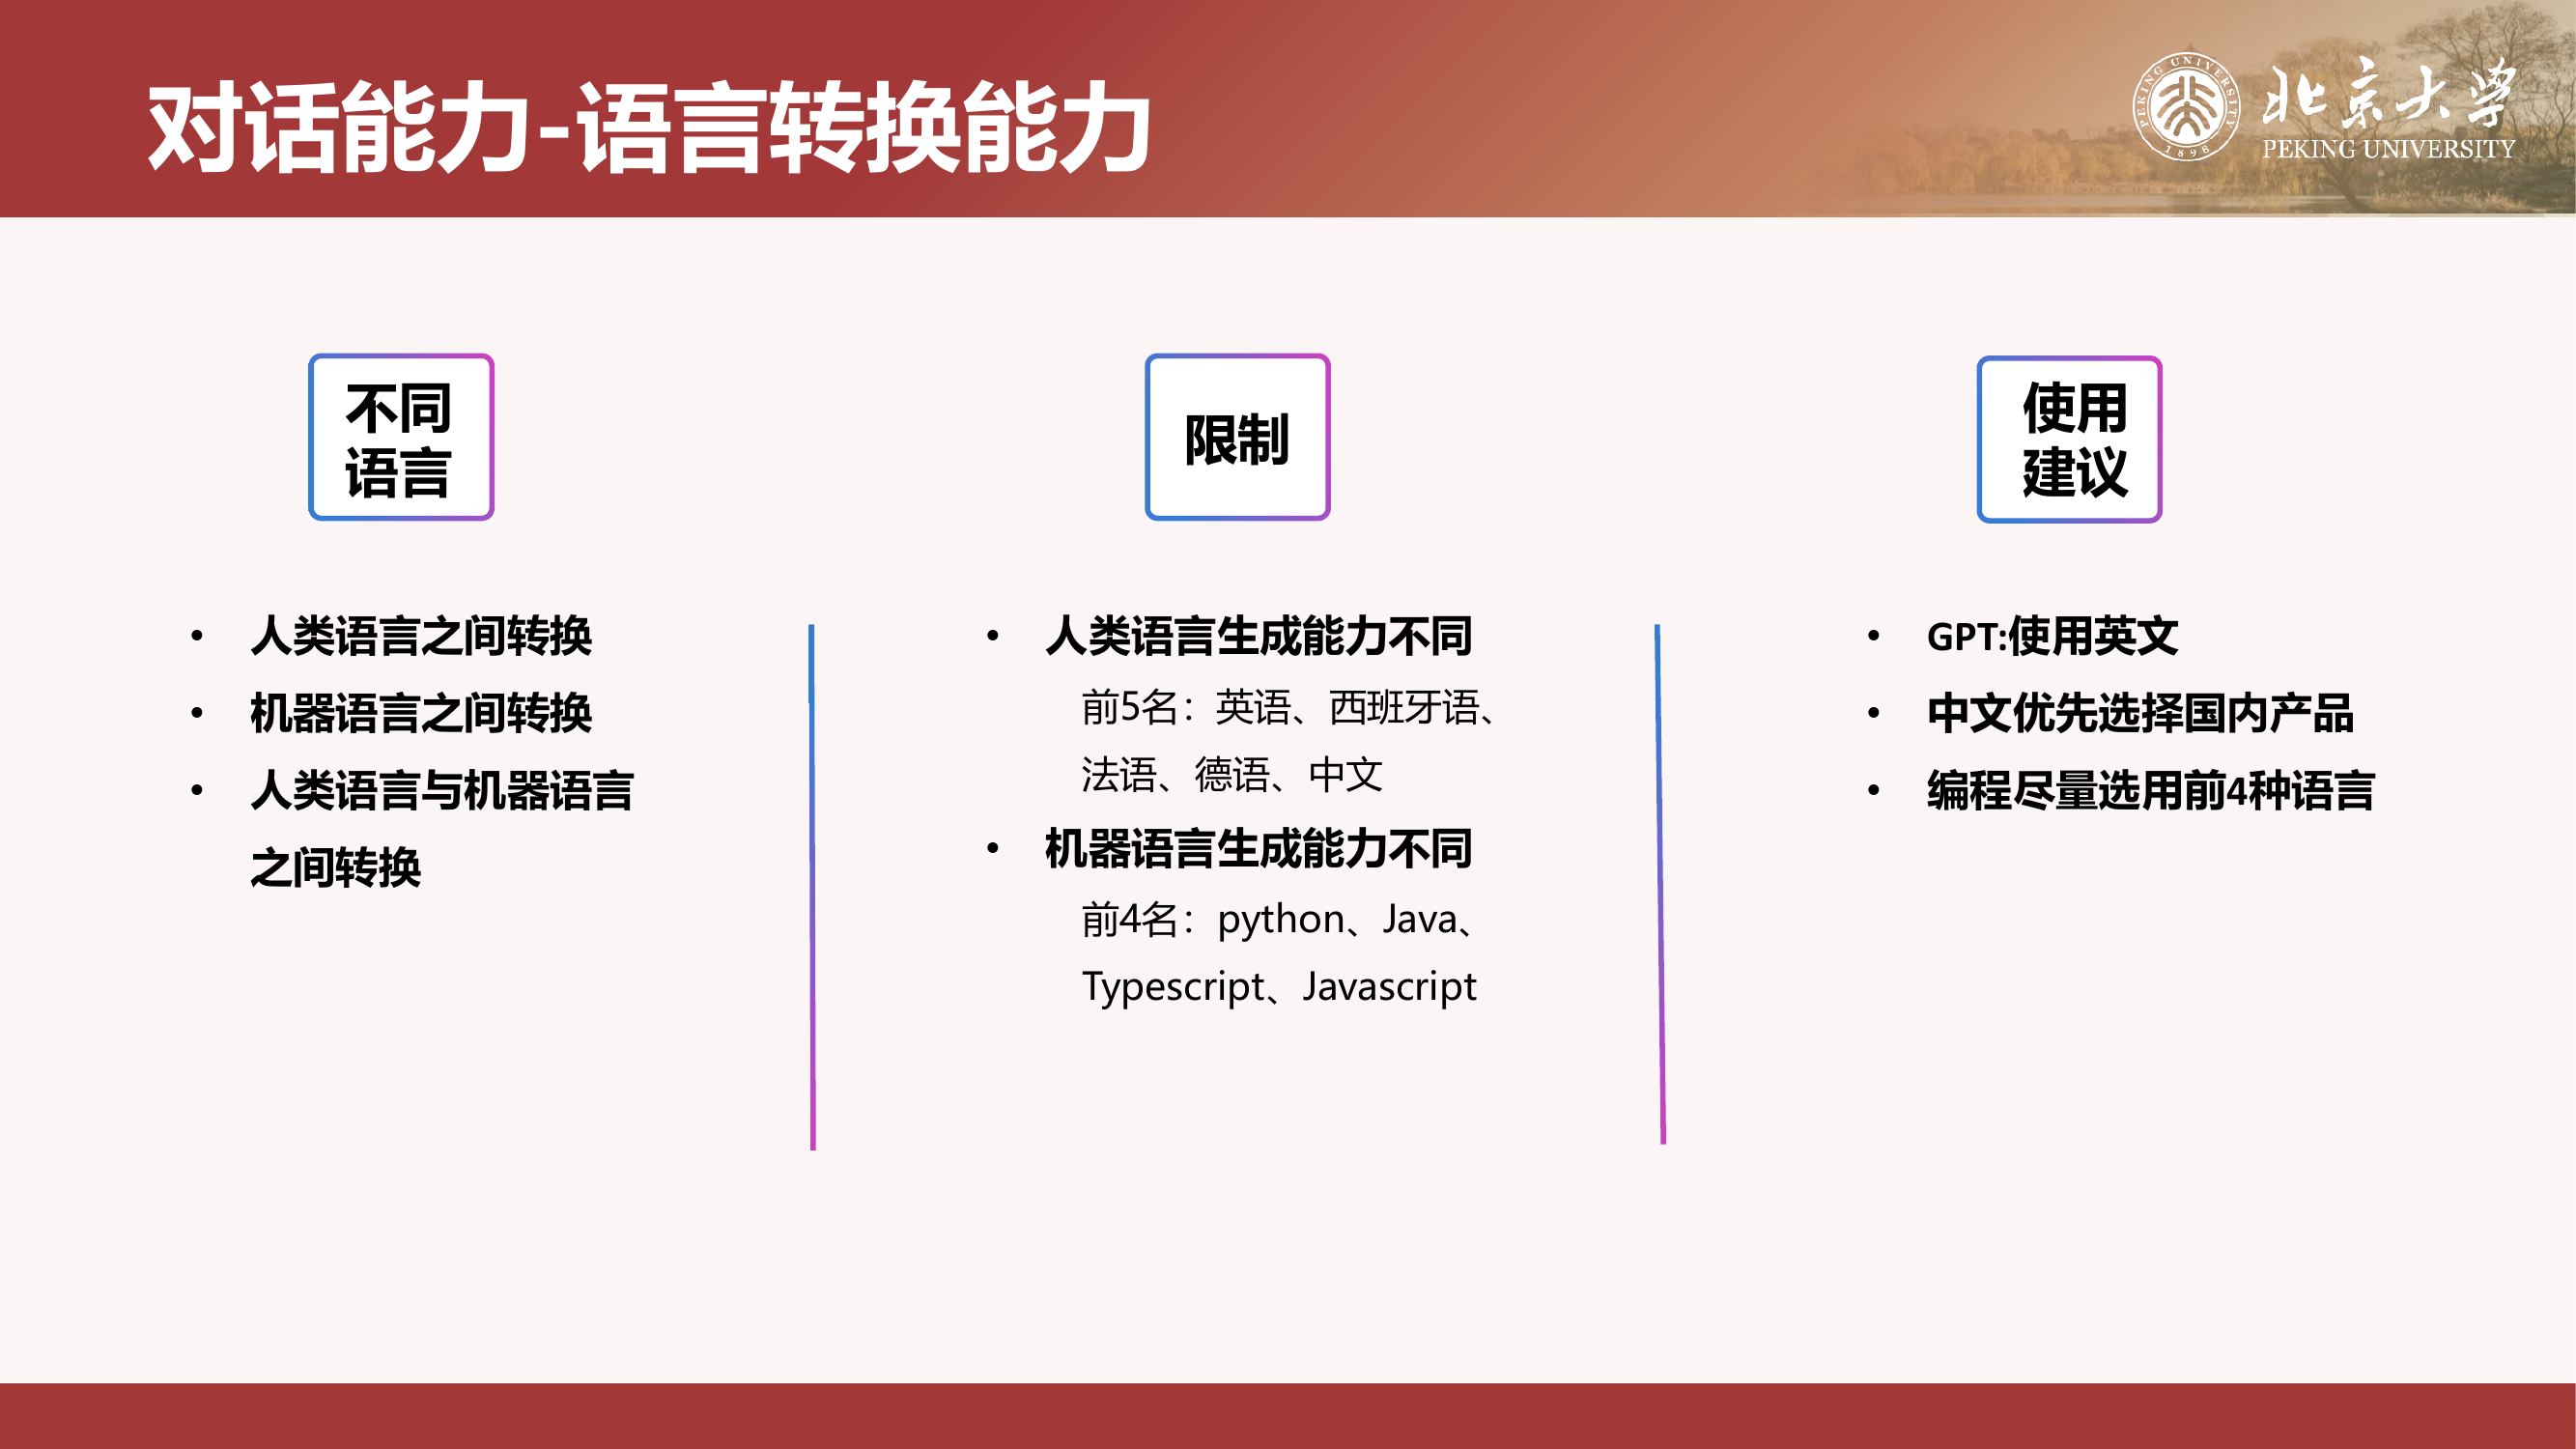 对话能力-语言转换能力
PEKING UNIVERSITY
1898
北京大学
PEKING UNIVERSITY
不同
语言
• 人类语言之间转换
• 机器语言之间转换
• 人类语言与机器语言
之间转换
限制
• 人类语言生成能力不同
前5名：英语、西班牙语、
法语、德语、中文
• 机器语言生成能力不同
前4名：python、Java、
Typescript、Javascript
使用
建议
• GPT:使用英文
• 中文优先选择国内产品
• 编程尽量选用前4种语言